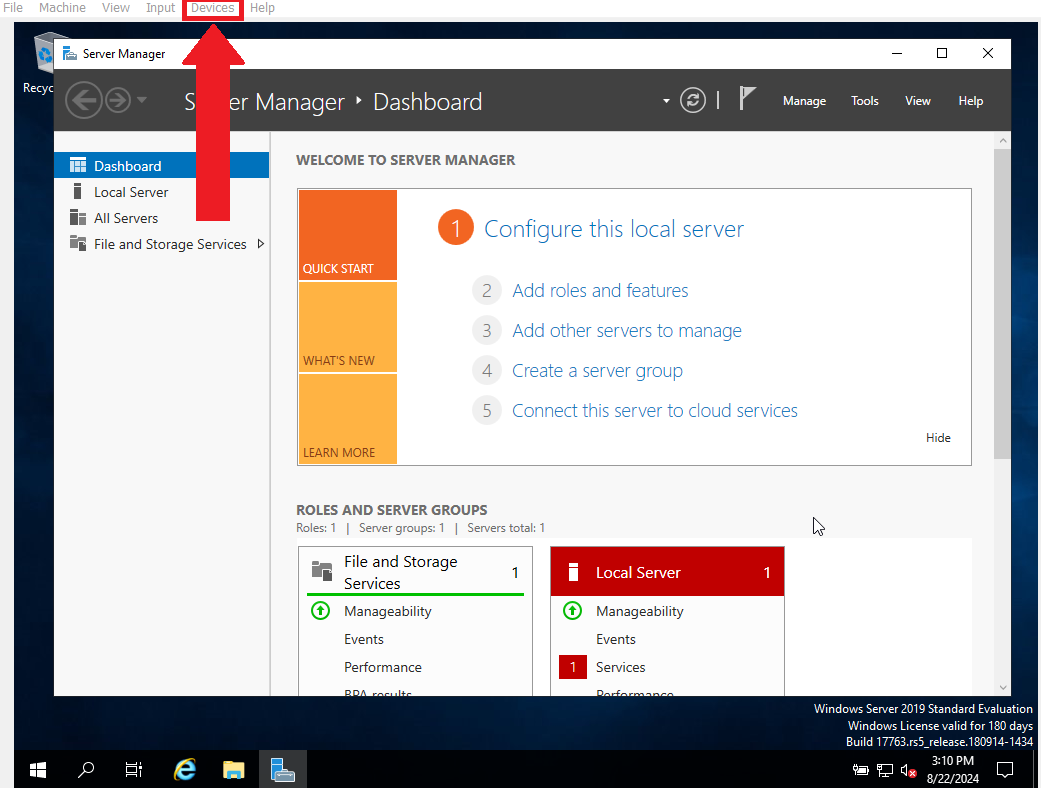 File Machine View Input Devices Help
Recyc
Server Manager
Server Manager Dashboard
Manage Tools View Help
Dashboard
Local Server
All Servers
File and Storage Services
WELCOME TO SERVER MANAGER
QUICK START
WHAT'S NEW
LEARN MORE
1 Configure this local server
2 Add roles and features
3 Add other servers to manage
4 Create a server group
5 Connect this server to cloud services
Hide
ROLES AND SERVER GROUPS
Roles: 1 | Server groups: 1 | Servers total: 1
File and Storage
Services
1
Manageability
Events
Performance
BPA results
Local Server 1
Manageability
Events
1 Services
Performance
Windows Server 2019 Standard Evaluation
Windows License valid for 180 days
Build 17763.rs5_release.180914-1434
3:10 PM
8/22/2024